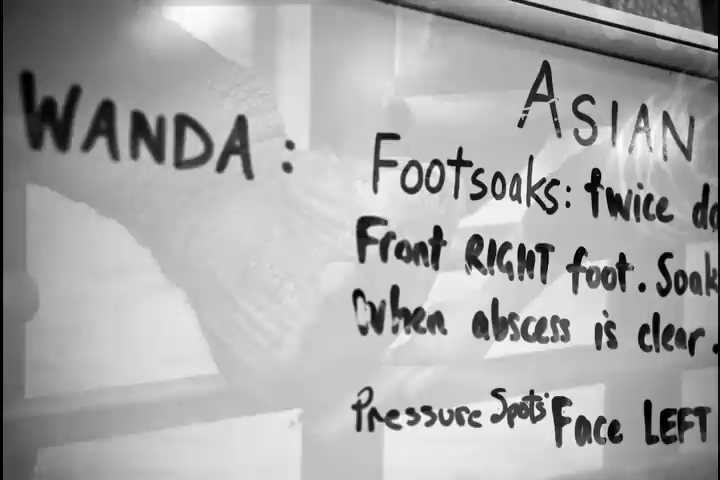 ASIAN
WANDA:
Footsoaks: twice
Front RIGHT foot. Soak
When abscess is clear.
Pressure Spots: Face LEFT